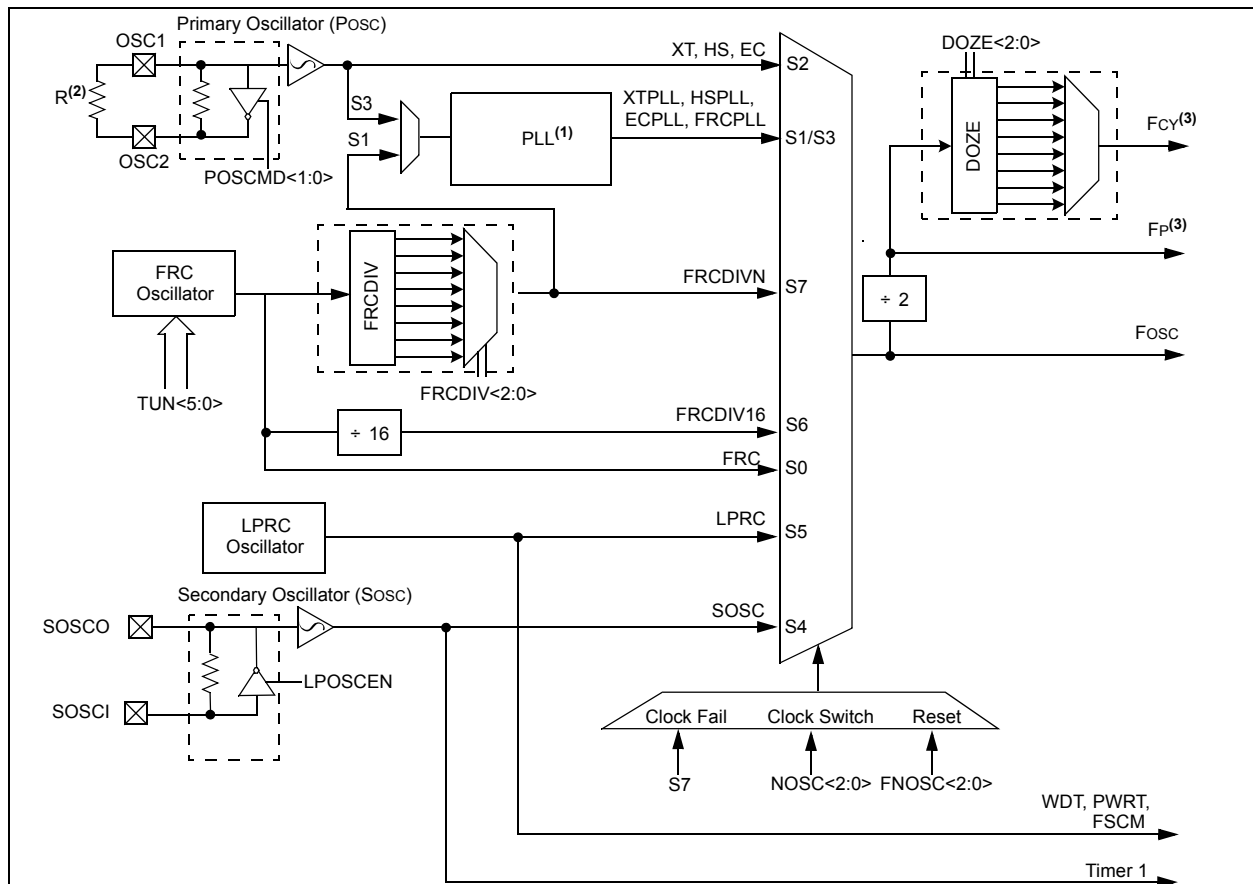 Primary Oscillator (POSC)
OSC1
R(2)
OSC2
POSCMD<1:0>
S3
S1
PLL(1)
XT, HS, EC
S2
XTPLL, HSPLL,
ECPLL, FRCPLL
S1/S3
DOZE<2:0>
DOZE
FCY(3)
FP(3)
÷ 2
FOSC
FRC
Oscillator
TUN<5:0>
FRCDIV
FRCDIV<2:0>
FRCDIVN
S7
÷ 16
FRCDIV16
S6
FRC
S0
LPRC
Oscillator
LPRC
S5
Secondary Oscillator (SOSC)
SOSCO
SOSCI
LPOSCEN
SOSC
S4
Clock Fail
Clock Switch
Reset
S7
NOSC<2:0>
FNOSC<2:0>
WDT, PWRT,
FSCM
Timer 1